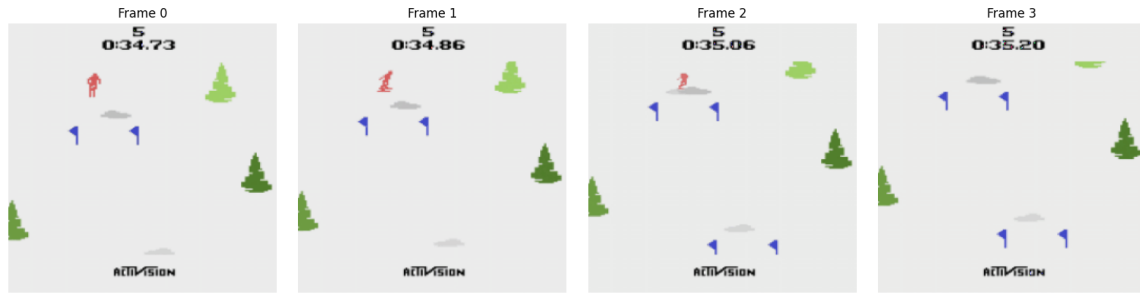 Frame 0
5
0:34.73
ACTIVISION
Frame 1
5
0:34.86
ACTIVISION
Frame 2
5
0:35.06
ACTIVISION
Frame 3
5
0:35.20
ACTIVISION